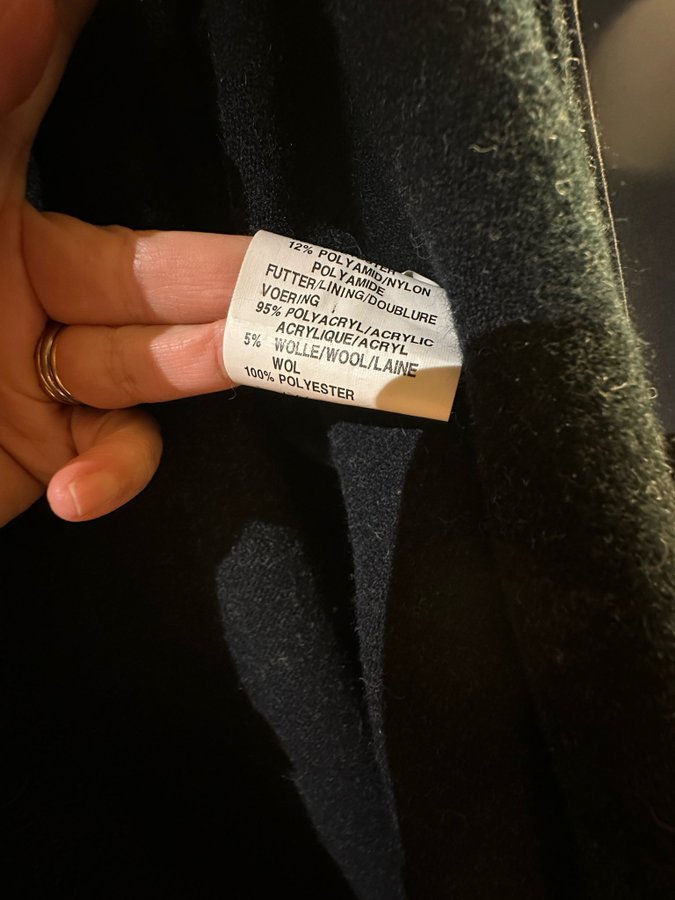 12%
POLYAMID/NYLON
POLYAMIDE
FUTTER/LINING/DOUBLURE
VOERING
95% POLYACRYL/ACRYLIC
ACRYLIQUE/ACRYL
5% WOLLE/WOOL/LAINE
WOL
100% POLYESTER